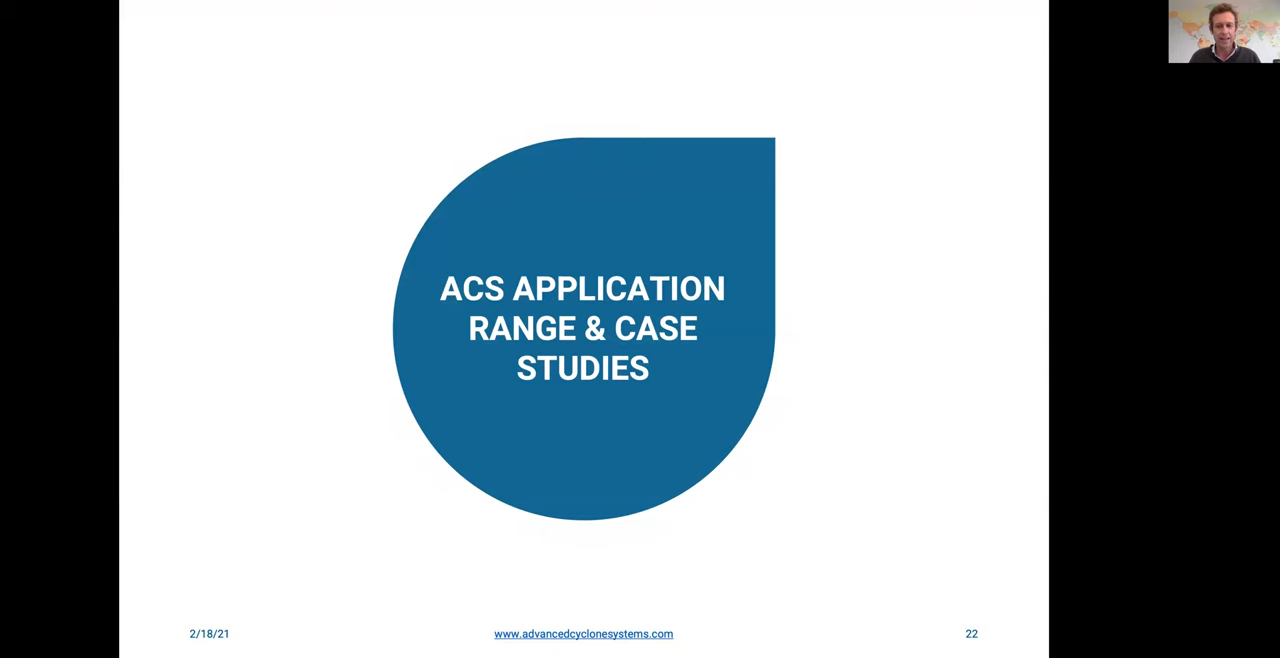 ACS APPLICATION
RANGE & CASE
STUDIES
2/18/21
www.advancedcyclonesystems.com
22